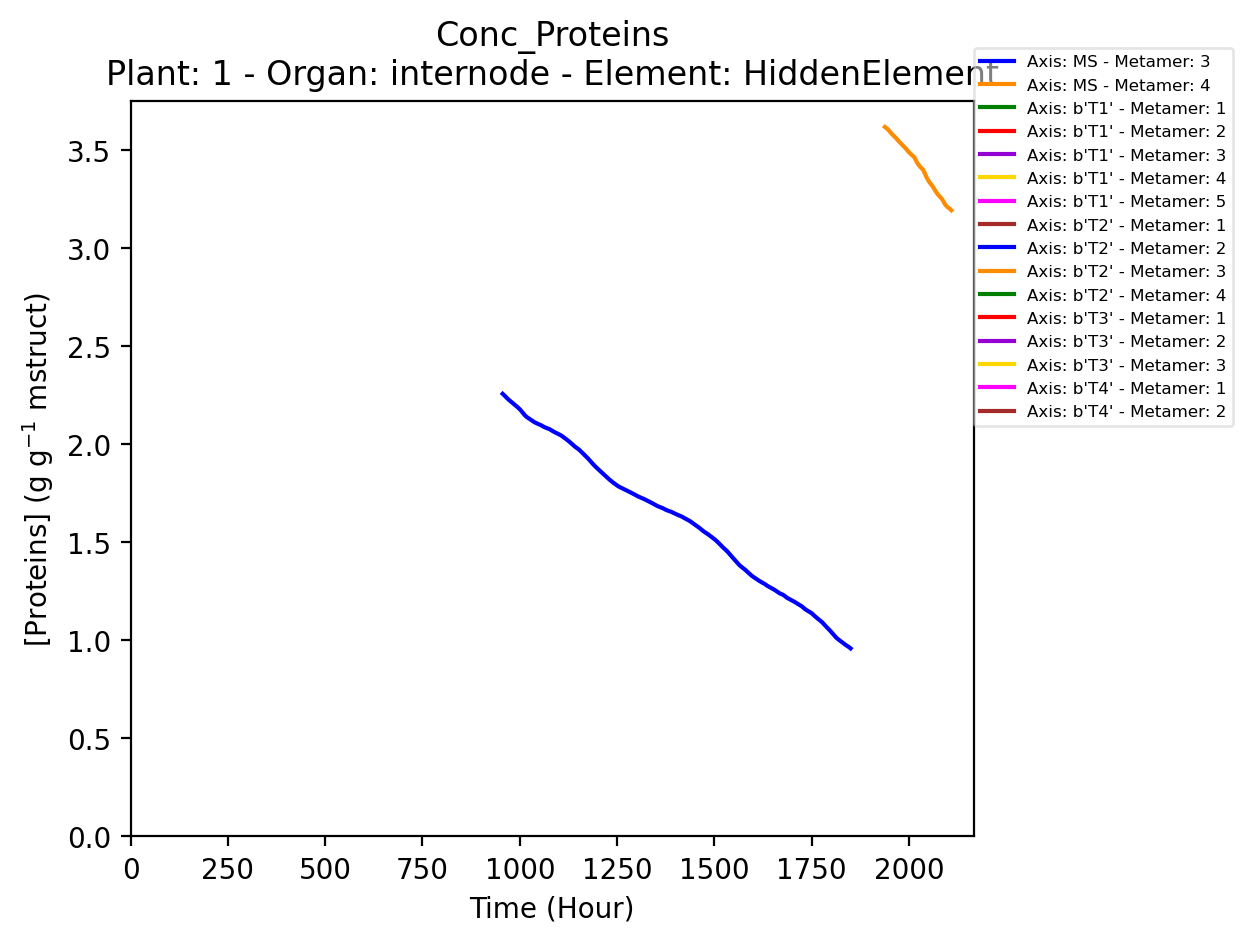 Conc_Proteins
Plant: 1 - Organ: internode - Element: HiddenElement
Axis: MS - Metamer: 3
Axis: MS - Metamer: 4
Axis: b'T1' - Metamer: 1
Axis: b'T1' - Metamer: 2
Axis: b'T1' - Metamer: 3
Axis: b'T1' - Metamer: 4
Axis: b'T1' - Metamer: 5
Axis: b'T2' - Metamer: 1
Axis: b'T2' - Metamer: 2
Axis: b'T2' - Metamer: 3
Axis: b'T2' - Metamer: 4
Axis: b'T3' - Metamer: 1
Axis: b'T3' - Metamer: 2
Axis: b'T3' - Metamer: 3
Axis: b'T4' - Metamer: 1
Axis: b'T4' - Metamer: 2
[Proteins] (g g⁻¹ mstruct)
3.5
3.0
2.5
2.0
1.5
1.0
0.5
0.0
0 250 500 750 1000 1250 1500 1750 2000
Time (Hour)